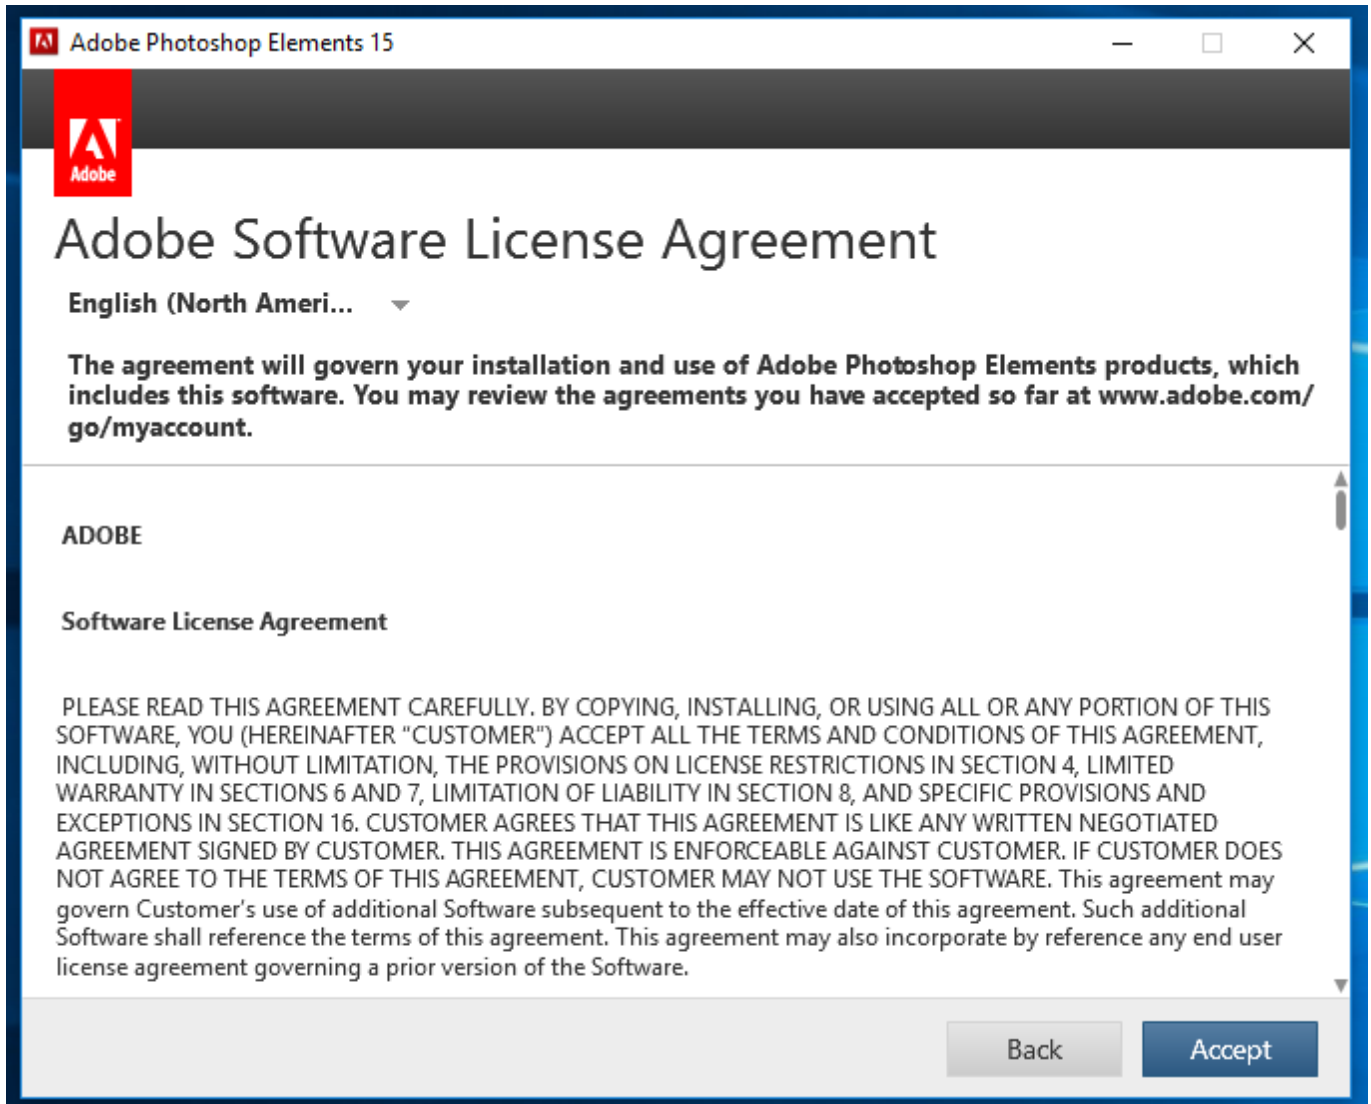 Adobe Photoshop Elements 15
Adobe
Adobe Software License Agreement
English (North Ameri...
The agreement will govern your installation and use of Adobe Photoshop Elements products, which
includes this software. You may review the agreements you have accepted so far at www.adobe.com/
go/myaccount.
ADOBE
Software License Agreement
PLEASE READ THIS AGREEMENT CAREFULLY. BY COPYING, INSTALLING, OR USING ALL OR ANY PORTION OF THIS
SOFTWARE, YOU (HEREINAFTER “CUSTOMER”) ACCEPT ALL THE TERMS AND CONDITIONS OF THIS AGREEMENT,
INCLUDING, WITHOUT LIMITATION, THE PROVISIONS ON LICENSE RESTRICTIONS IN SECTION 4, LIMITED
WARRANTY IN SECTIONS 6 AND 7, LIMITATION OF LIABILITY IN SECTION 8, AND SPECIFIC PROVISIONS AND
EXCEPTIONS IN SECTION 16. CUSTOMER AGREES THAT THIS AGREEMENT IS LIKE ANY WRITTEN NEGOTIATED
AGREEMENT SIGNED BY CUSTOMER. THIS AGREEMENT IS ENFORCEABLE AGAINST CUSTOMER. IF CUSTOMER DOES
NOT AGREE TO THE TERMS OF THIS AGREEMENT, CUSTOMER MAY NOT USE THE SOFTWARE. This agreement may
govern Customer’s use of additional Software subsequent to the effective date of this agreement. Such additional
Software shall reference the terms of this agreement. This agreement may also incorporate by reference any end user
license agreement governing a prior version of the Software.
Back
Accept